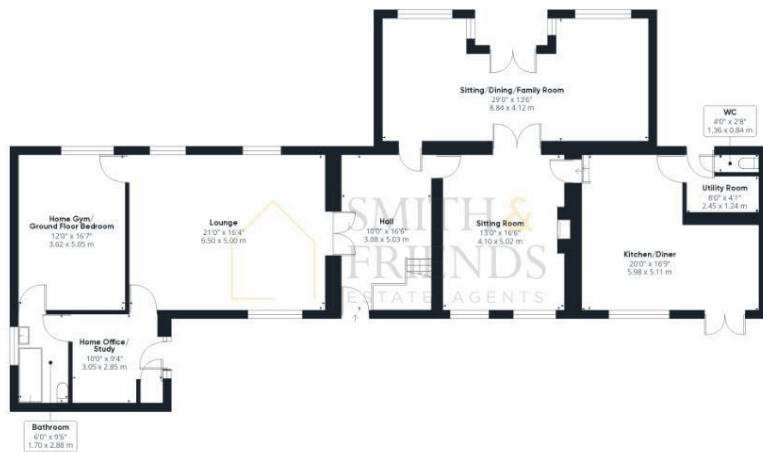 Sitting/Dining/Family Room
29'0" x 13'6"
8.84 x 4.12 m
WC
4'0" x 2'8"
1.36 x 0.84 m
Home Gym/
Ground Floor Bedroom
12'0" x 16'7"
3.62 x 5.05 m
Lounge
21'0" x 16'4"
6.50 x 5.00 m
Hall
10'0" x 16'6"
3.08 x 5.03 m
Sitting Room
13'0" x 16'6"
4.10 x 5.02 m
Utility Room
8'0" x 4'1"
2.45 x 1.24 m
Kitchen/Diner
20'0" x 16'9"
5.98 x 5.11 m
SMITH &
FRIENDS
ESTATE AGENTS
Home Office/
Study
10'0" x 9'4"
3.05 x 2.85 m
Bathroom
6'0" x 9'5"
1.70 x 2.88 m